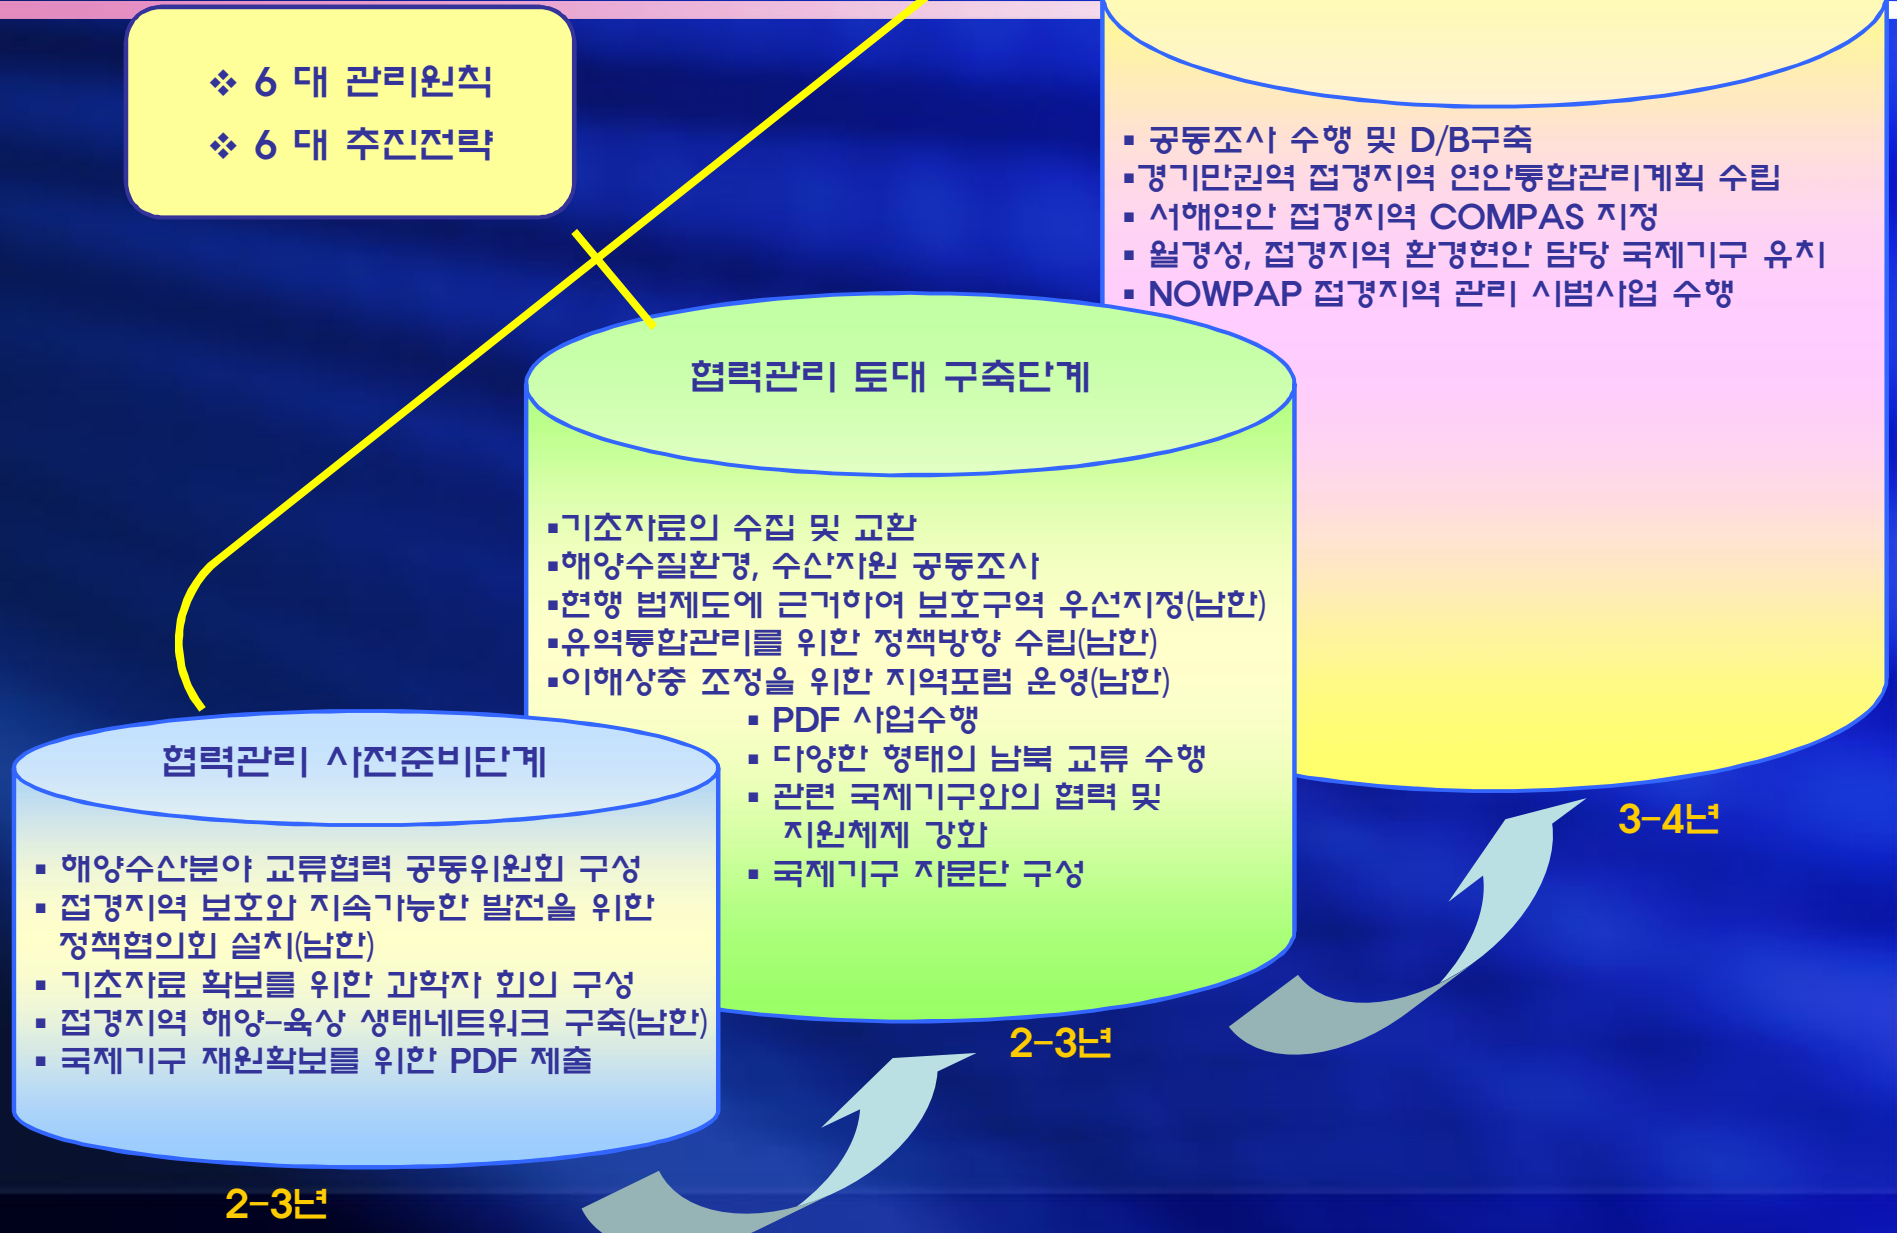 ❖ 6 대 관리원칙
❖ 6 대 추진전략
▪ 공동조사 수행 및 D/B구축
▪경기만권역 접경지역 연안통합관리계획 수립
▪ 서해연안 접경지역 COMPAS 지정
▪ 월경성, 접경지역 환경현안 담당 국제기구 유치
▪ NOWPAP 접경지역 관리 시범사업 수행
3-4년
협력관리 토대 구축단계
▪기초자료의 수집 및 교환
▪해양수질환경, 수산자원 공동조사
▪현행 법제도에 근거하여 보호구역 우선지정(남한)
▪유역통합관리를 위한 정책방향 수립(남한)
▪이해상충 조정을 위한 지역포럼 운영(남한)
▪ PDF 사업수행
▪ 다양한 형태의 남북 교류 수행
▪ 관련 국제기구와의 협력 및
지원체제 강화
▪ 국제기구 자문단 구성
2-3년
협력관리 사전준비단계
▪ 해양수산분야 교류협력 공동위원회 구성
▪ 접경지역 보호와 지속가능한 발전을 위한
정책협의회 설치(남한)
▪ 기초자료 확보를 위한 과학자 회의 구성
▪ 접경지역 해양-육상 생태네트워크 구축(남한)
▪ 국제기구 재원확보를 위한 PDF 제출
2-3년